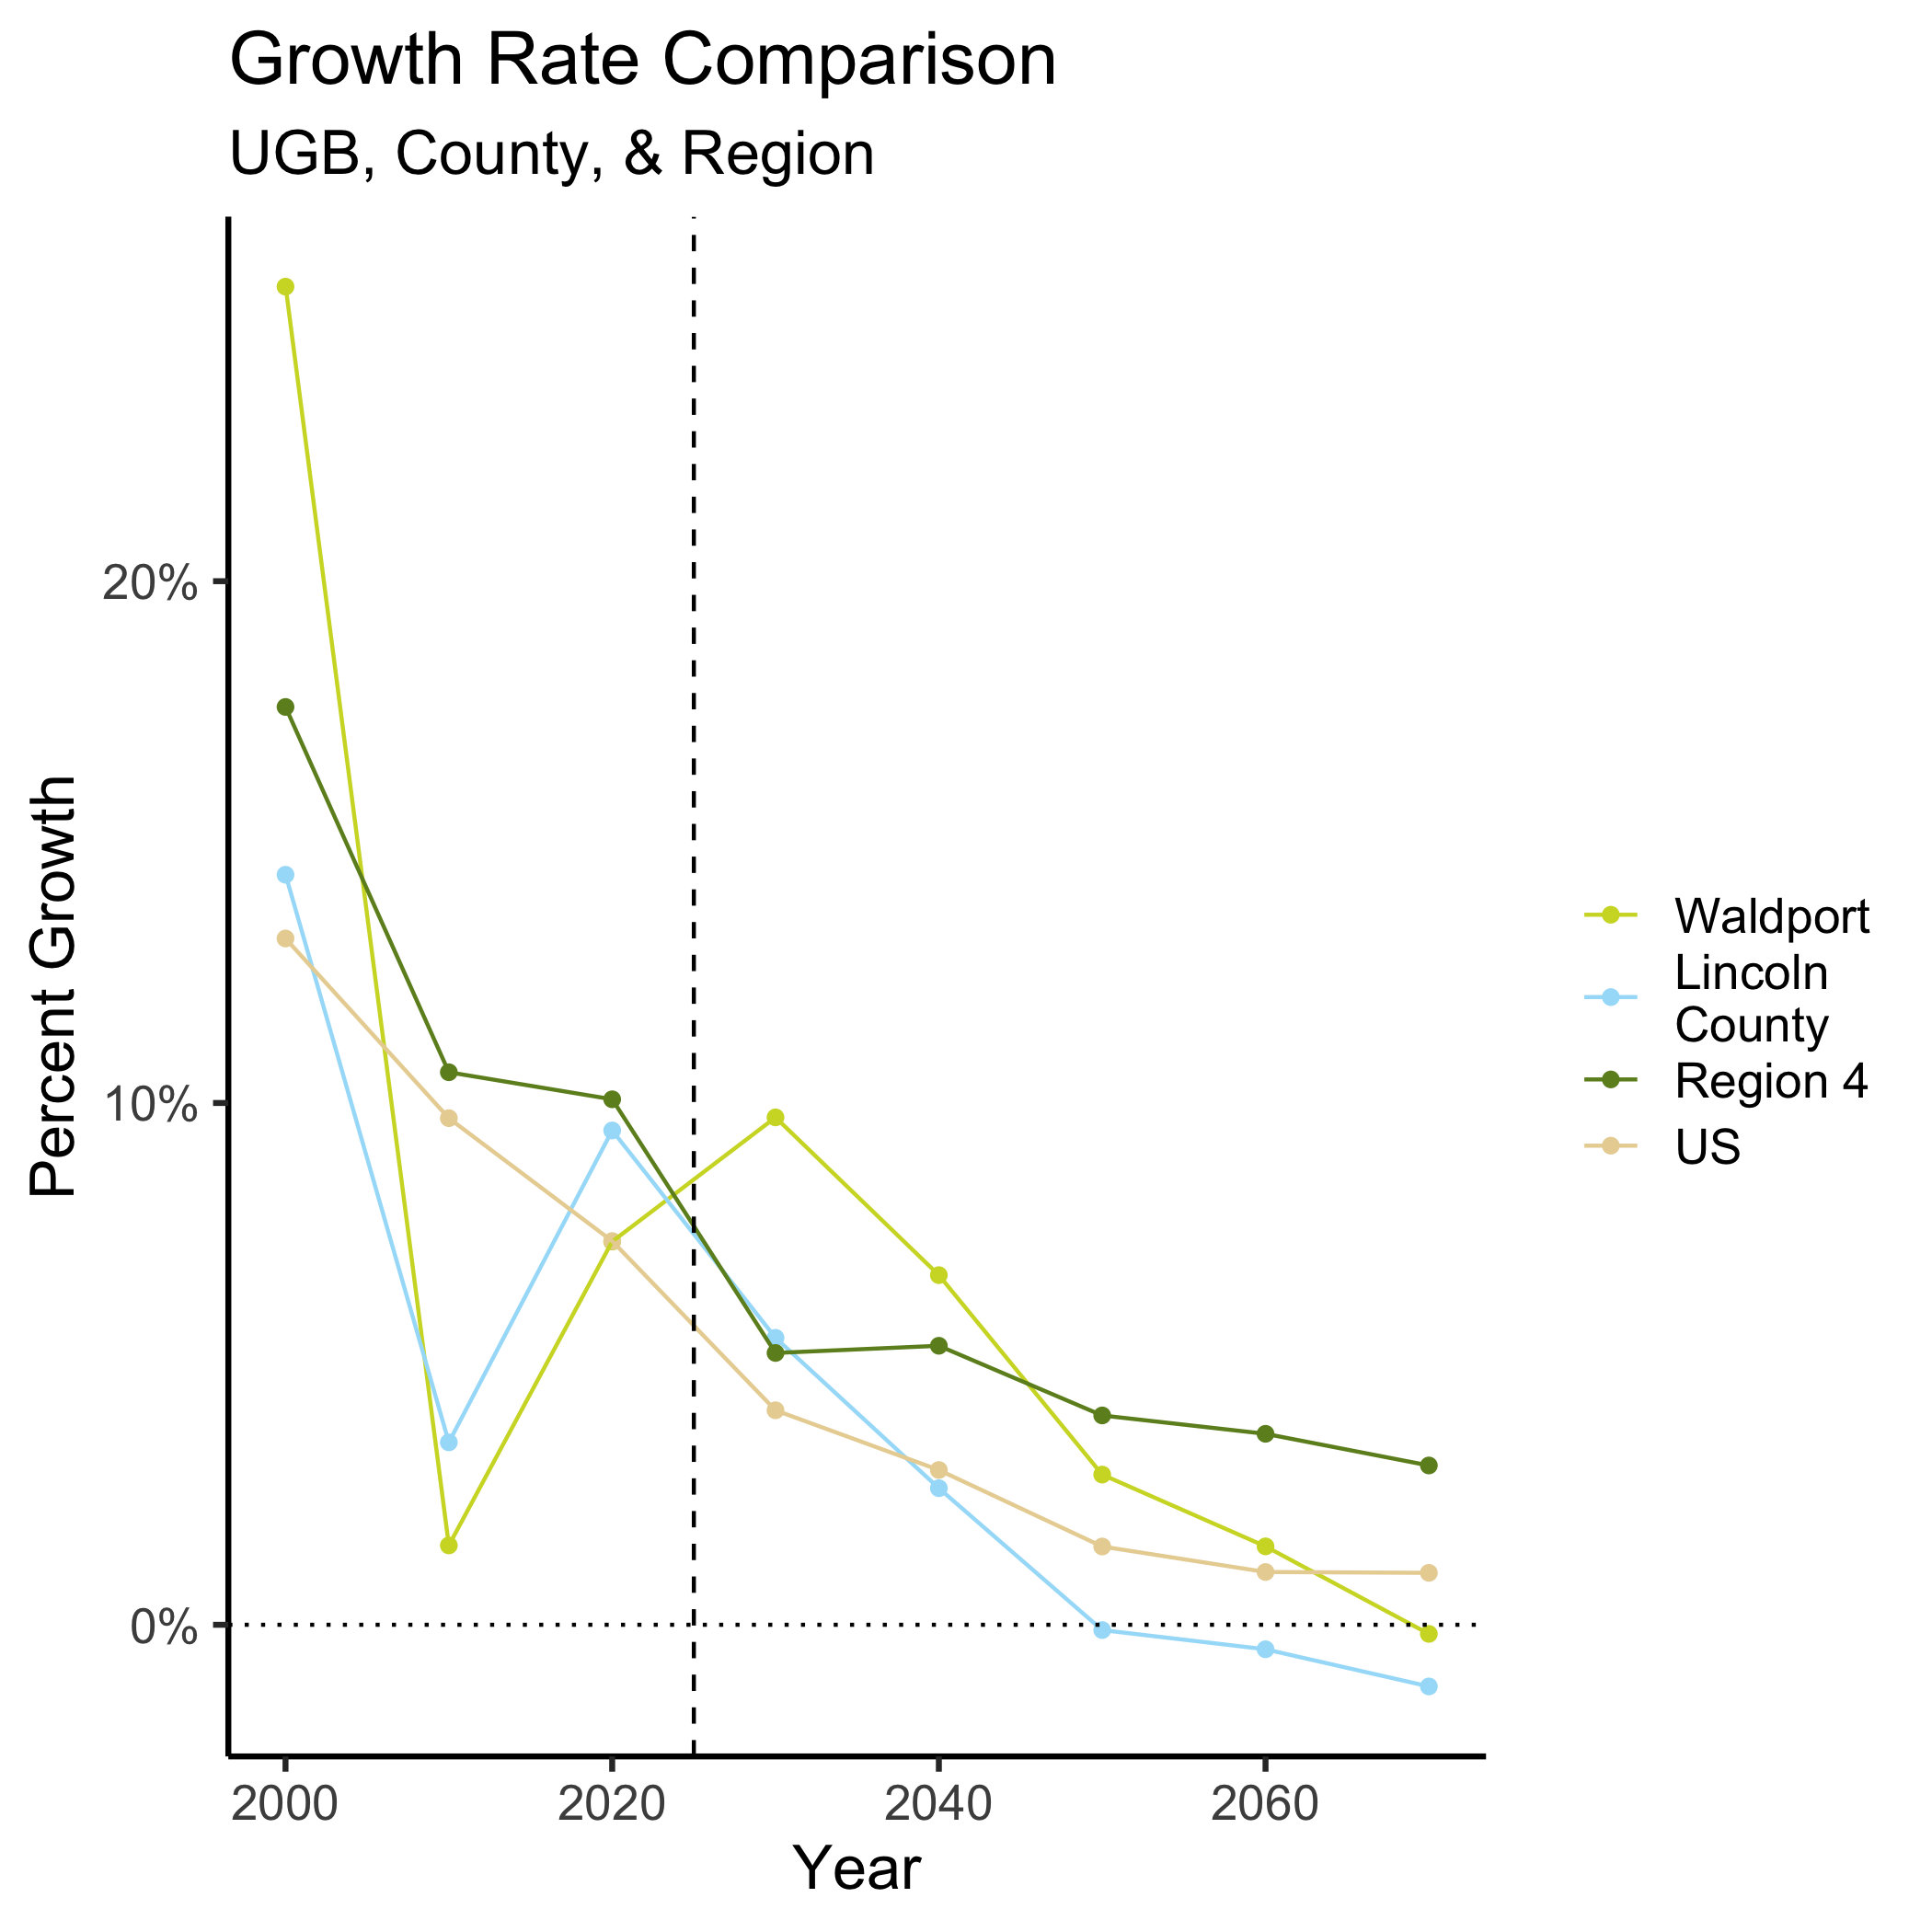 Growth Rate Comparison
UGB, County, & Region
Percent Growth
20%
10%
0%
2000 2020 2040 2060
Year
Waldport
Lincoln
County
Region 4
US